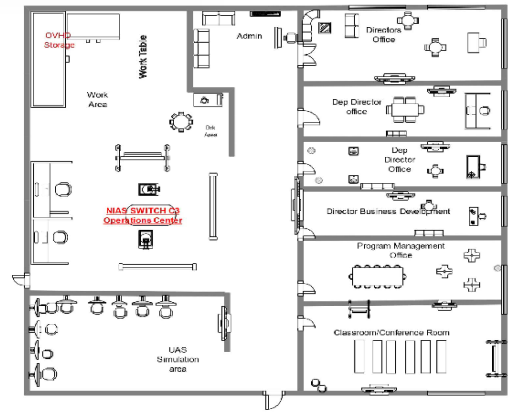 OVHD
Storage
Work Table
Admin
Directors
Office
Work
Area
Dep Director
office
Area
Dep
Director
Office
NIAS SWITCH C3
Operations Center
Director Business Development
Program Management
Office
Classroom/Conference Room
UAS
Simulation
area